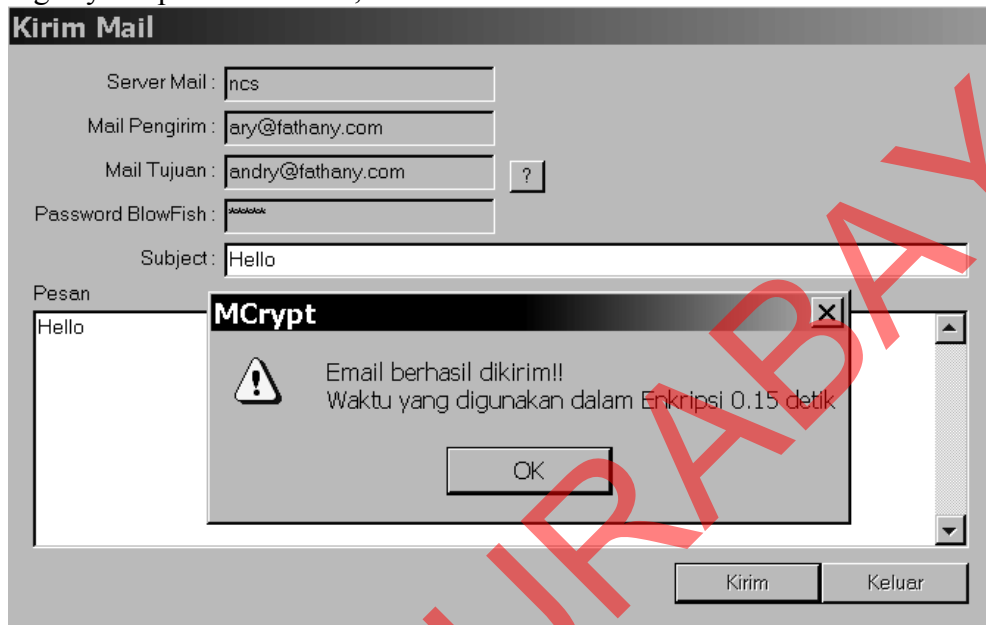 Kirim Mail
Server Mail : ncs
Mail Pengirim : ary@fathany.com
Mail Tujuan : andry@fathany.com ?
Password BlowFish : *****
Subject : Hello
Pesan
Hello
MCrypt
Email berhasil dikirim!!
Waktu yang digunakan dalam Enkripsi 0.15 detik
OK
Kirim Keluar
URABAY